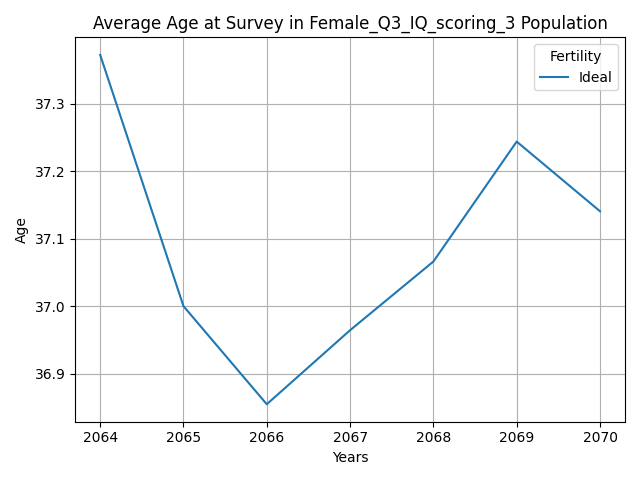 Average Age at Survey in Female_Q3_IQ_scoring_3 Population
Fertility
Ideal
37.3
37.2
37.1
37.0
36.9
Age
2064 2065 2066 2067 2068 2069 2070
Years